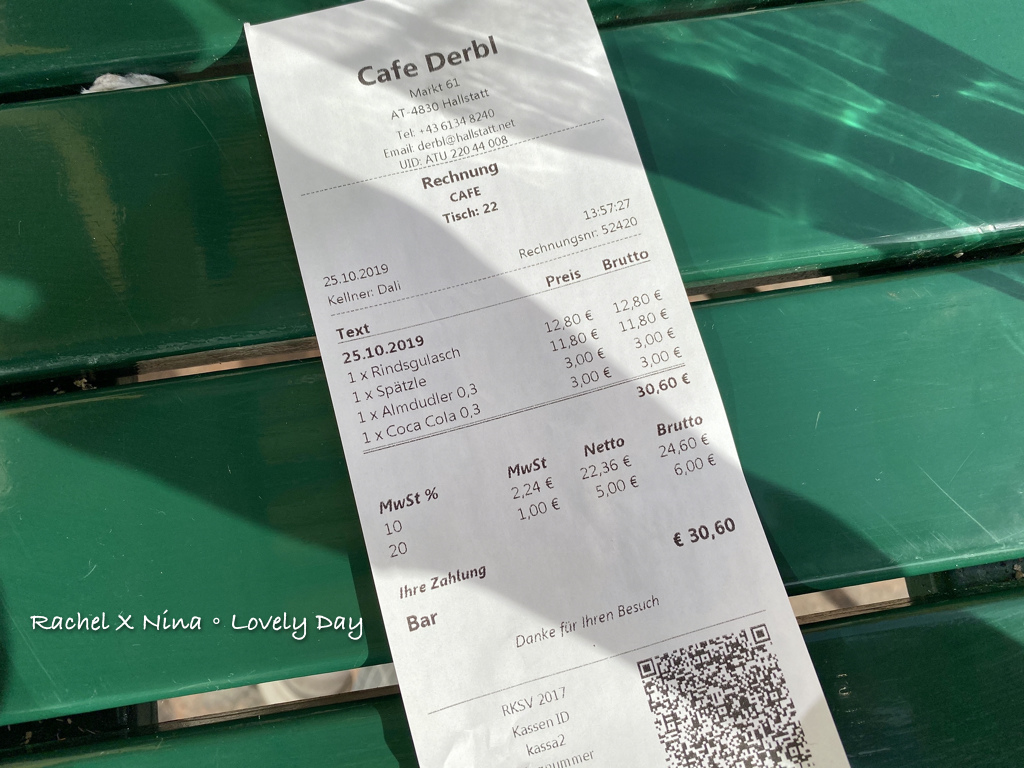 Cafe Derbl
Markt 61
AT-4830 Hallstatt
Tel: +43 6134 8240
Email: derbl@hallstatt.net
UID: ATU 220 44 008
Rechnung
CAFE
Tisch: 22
13:57:27
25.10.2019 Rechnungsnr: 52420
Kellner: Dali
Text Preis Brutto
25.10.2019
1 x Rindsgulasch 12,80 € 12,80 €
1 x Spätzle 11,80 € 11,80 €
1 x Almdudler 0,3 3,00 € 3,00 €
1 x Coca Cola 0,3 3,00 € 3,00 €
30,60 €
MwSt % MwSt Netto Brutto
10 2,24 € 22,36 € 24,60 €
20 1,00 € 5,00 € 6,00 €
Ihre Zahlung
Bar € 30,60
Danke für Ihren Besuch
RKSV 2017
Kassen ID
kassa2
Rachel X Nina ° Lovely Day